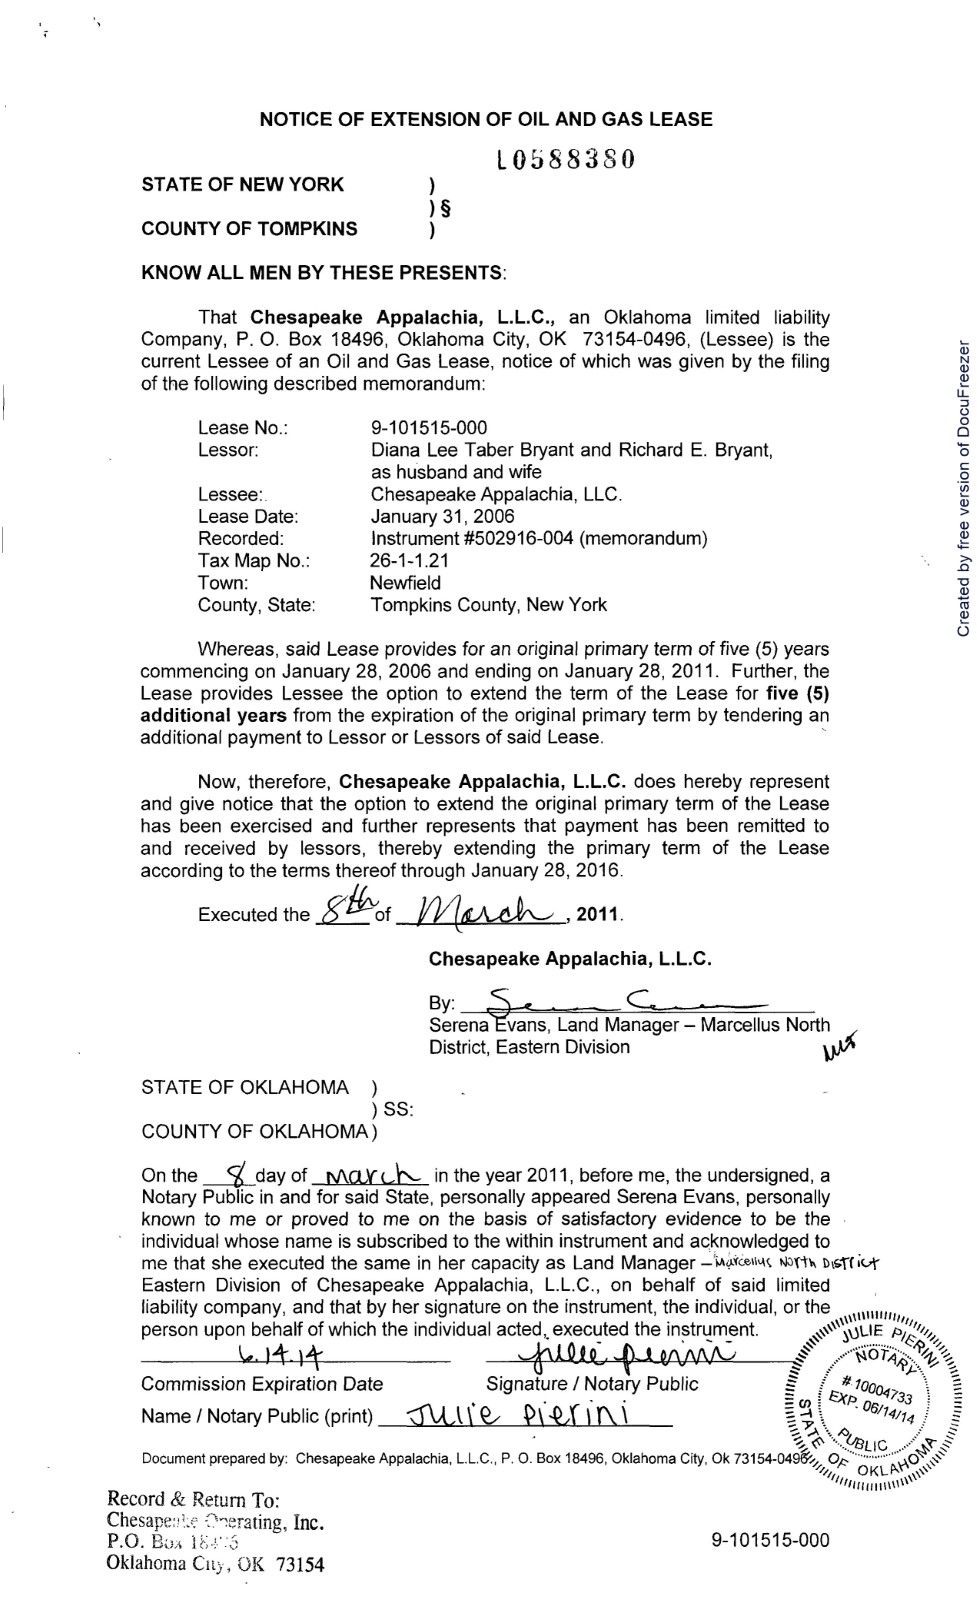 NOTICE OF EXTENSION OF OIL AND GAS LEASE
L0588380
STATE OF NEW YORK )
) §
COUNTY OF TOMPKINS )
KNOW ALL MEN BY THESE PRESENTS:
That Chesapeake Appalachia, L.L.C., an Oklahoma limited liability
Company, P. O. Box 18496, Oklahoma City, OK 73154-0496, (Lessee) is the
current Lessee of an Oil and Gas Lease, notice of which was given by the filing
of the following described memorandum:
Lease No.: 9-101515-000
Lessor: Diana Lee Taber Bryant and Richard E. Bryant,
as husband and wife
Lessee: Chesapeake Appalachia, LLC.
Lease Date: January 31, 2006
Recorded: Instrument #502916-004 (memorandum)
Tax Map No.: 26-1-1.21
Town: Newfield
County, State: Tompkins County, New York
Whereas, said Lease provides for an original primary term of five (5) years
commencing on January 28, 2006 and ending on January 28, 2011. Further, the
Lease provides Lessee the option to extend the term of the Lease for five (5)
additional years from the expiration of the original primary term by tendering an
additional payment to Lessor or Lessors of said Lease.
Now, therefore, Chesapeake Appalachia, L.L.C. does hereby represent
and give notice that the option to extend the original primary term of the Lease
has been exercised and further represents that payment has been remitted to
and received by lessors, thereby extending the primary term of the Lease
according to the terms thereof through January 28, 2016.
Executed the 8th of March, 2011.
Chesapeake Appalachia, L.L.C.
By:
Serena Evans, Land Manager – Marcellus North
District, Eastern Division
STATE OF OKLAHOMA )
) SS:
COUNTY OF OKLAHOMA )
On the 8 day of March in the year 2011, before me, the undersigned, a
Notary Public in and for said State, personally appeared Serena Evans, personally
known to me or proved to me on the basis of satisfactory evidence to be the
individual whose name is subscribed to the within instrument and acknowledged to
me that she executed the same in her capacity as Land Manager – Marcellus North District
Eastern Division of Chesapeake Appalachia, L.L.C., on behalf of said limited
liability company, and that by her signature on the instrument, the individual, or the
person upon behalf of which the individual acted, executed the instrument.
6.14.14 Julie Pierini
Commission Expiration Date Signature / Notary Public
Name / Notary Public (print) Julie Pierini
JULIE PIERINI
NOTARY
# 10004733
EXP. 06/14/14
PUBLIC
STATE OF OKLAHOMA
Document prepared by: Chesapeake Appalachia, L.L.C., P. O. Box 18496, Oklahoma City, Ok 73154-0496
Record & Return To:
Chesapeake Operating, Inc.
P.O. Box 18496
Oklahoma City, OK 73154
9-101515-000
Created by free version of DocuFreezer